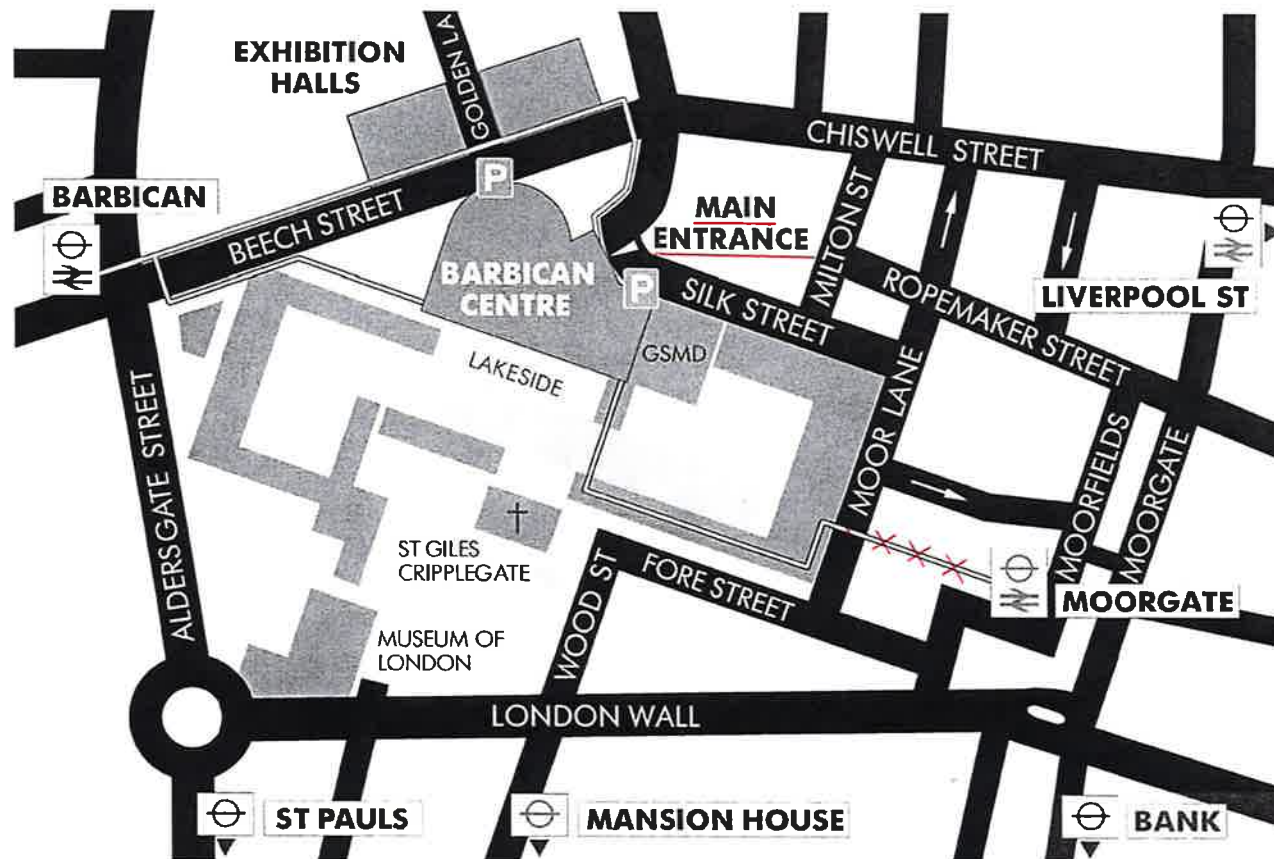 EXHIBITION
HALLS
GOLDEN LA
CHISWELL STREET
BARBICAN
BEECH STREET
P
MAIN
ENTRANCE
MILTON ST
BARBICAN
CENTRE
P
SILK STREET
ROPEMAKER STREET
LIVERPOOL ST
GSMD
LAKESIDE
MOOR LANE
MOORFIELDS
MOORGATE
ALDERSGATE STREET
ST GILES
CRIPPLEGATE
WOOD ST
FORE STREET
MOORGATE
MUSEUM OF
LONDON
LONDON WALL
ST PAULS
MANSION HOUSE
BANK